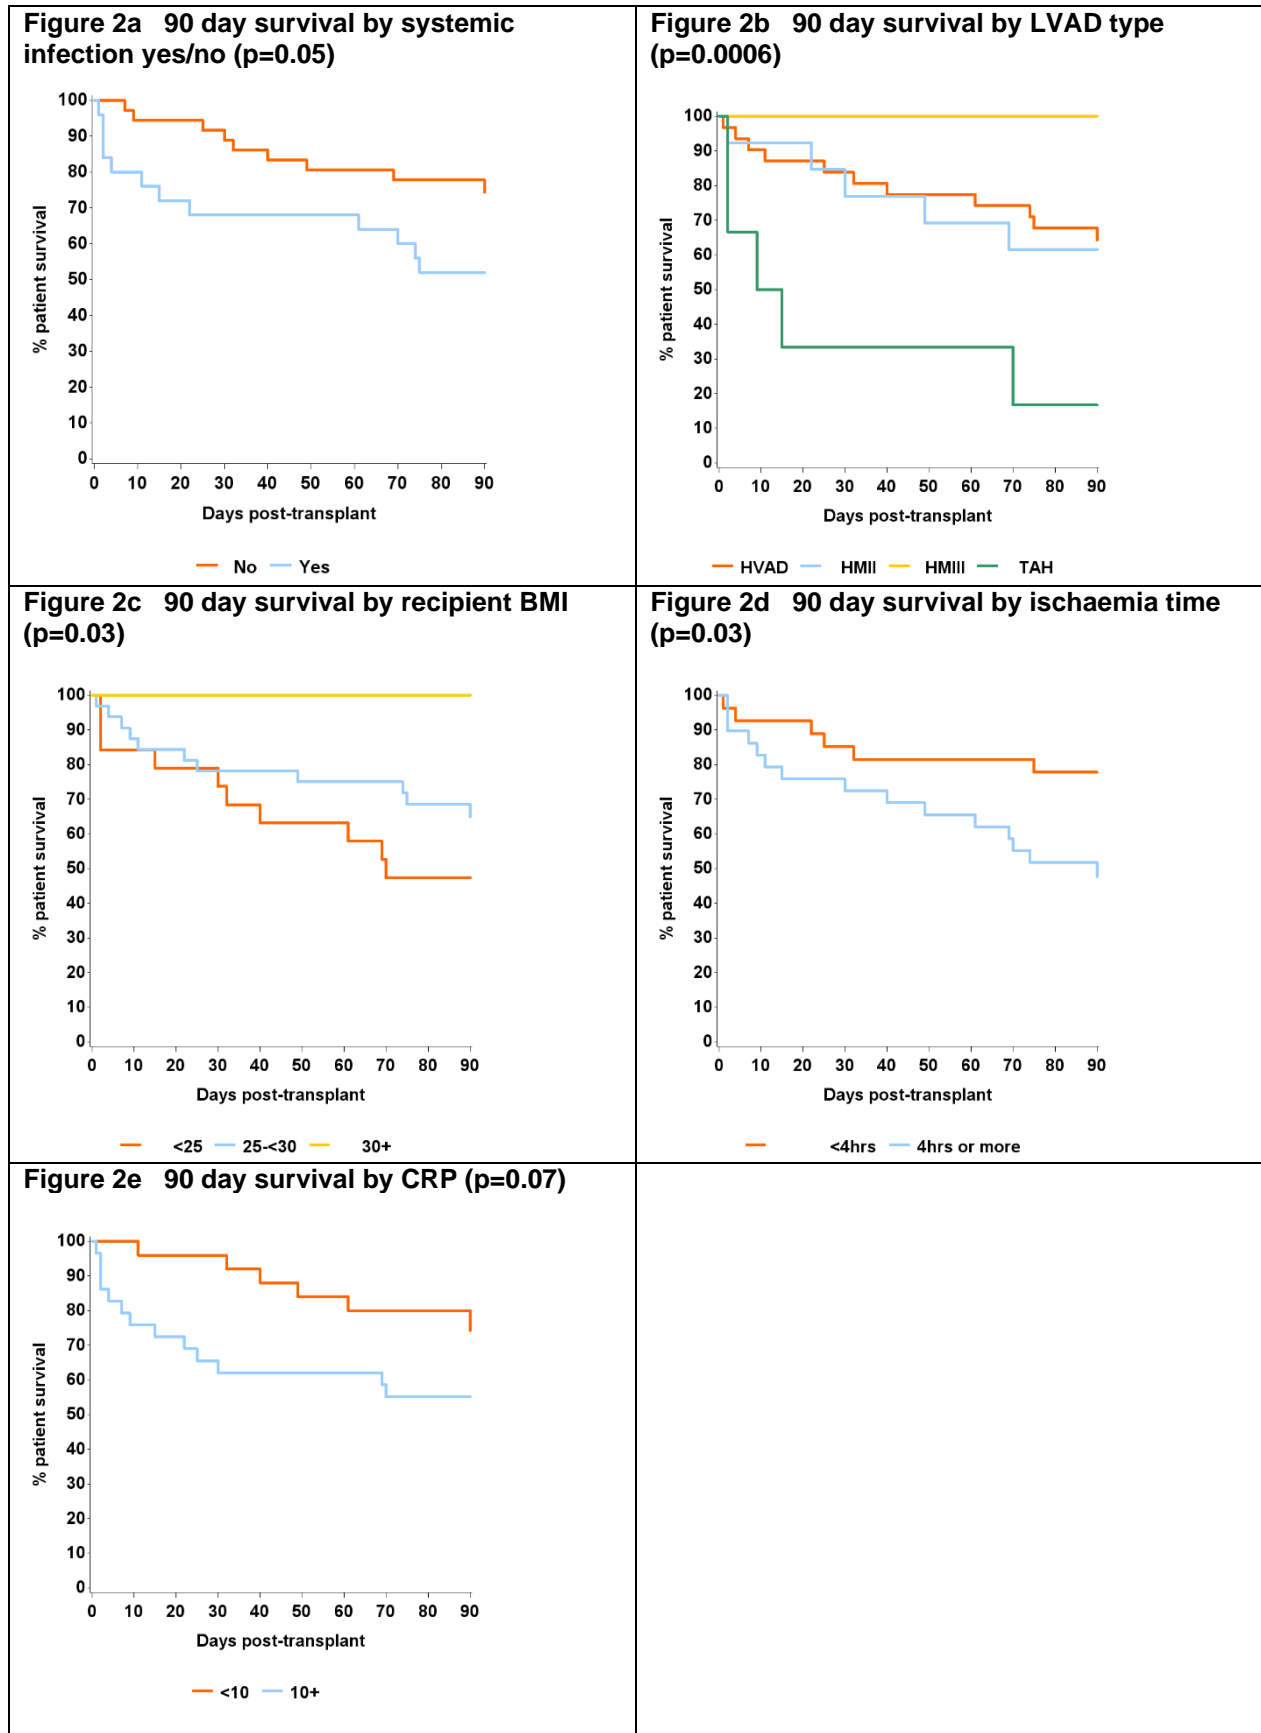 Figure 2a   90 day survival by systemic
infection yes/no (p=0.05)
100
90
80
70
60
50
40
30
20
10
0
% patient survival
0 10 20 30 40 50 60 70 80 90
Days post-transplant
No Yes
Figure 2b   90 day survival by LVAD type
(p=0.0006)
100
90
80
70
60
50
40
30
20
10
0
% patient survival
0 10 20 30 40 50 60 70 80 90
Days post-transplant
HVAD HMII HMIII TAH
Figure 2c   90 day survival by recipient BMI
(p=0.03)
100
90
80
70
60
50
40
30
20
10
0
% patient survival
0 10 20 30 40 50 60 70 80 90
Days post-transplant
<25 25-<30 30+
Figure 2d   90 day survival by ischaemia time
(p=0.03)
100
90
80
70
60
50
40
30
20
10
0
% patient survival
0 10 20 30 40 50 60 70 80 90
Days post-transplant
<4hrs 4hrs or more
Figure 2e   90 day survival by CRP (p=0.07)
100
90
80
70
60
50
40
30
20
10
0
% patient survival
0 10 20 30 40 50 60 70 80 90
Days post-transplant
<10 10+